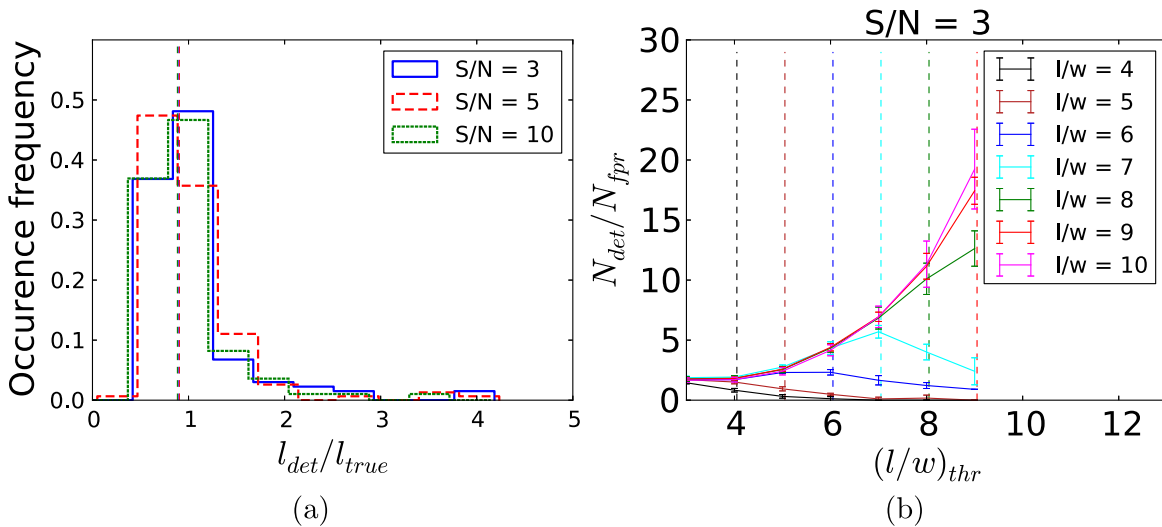 Occurence frequency
0.5
0.4
0.3
0.2
0.1
0.0
0 1 2 3 4 5
l_det/l_true
S/N = 3
S/N = 5
S/N = 10
(a)
S/N = 3
N_det/N_fpr
30
25
20
15
10
5
0
4 6 8 10 12
(l/w)_thr
l/w = 4
l/w = 5
l/w = 6
l/w = 7
l/w = 8
l/w = 9
l/w = 10
(b)